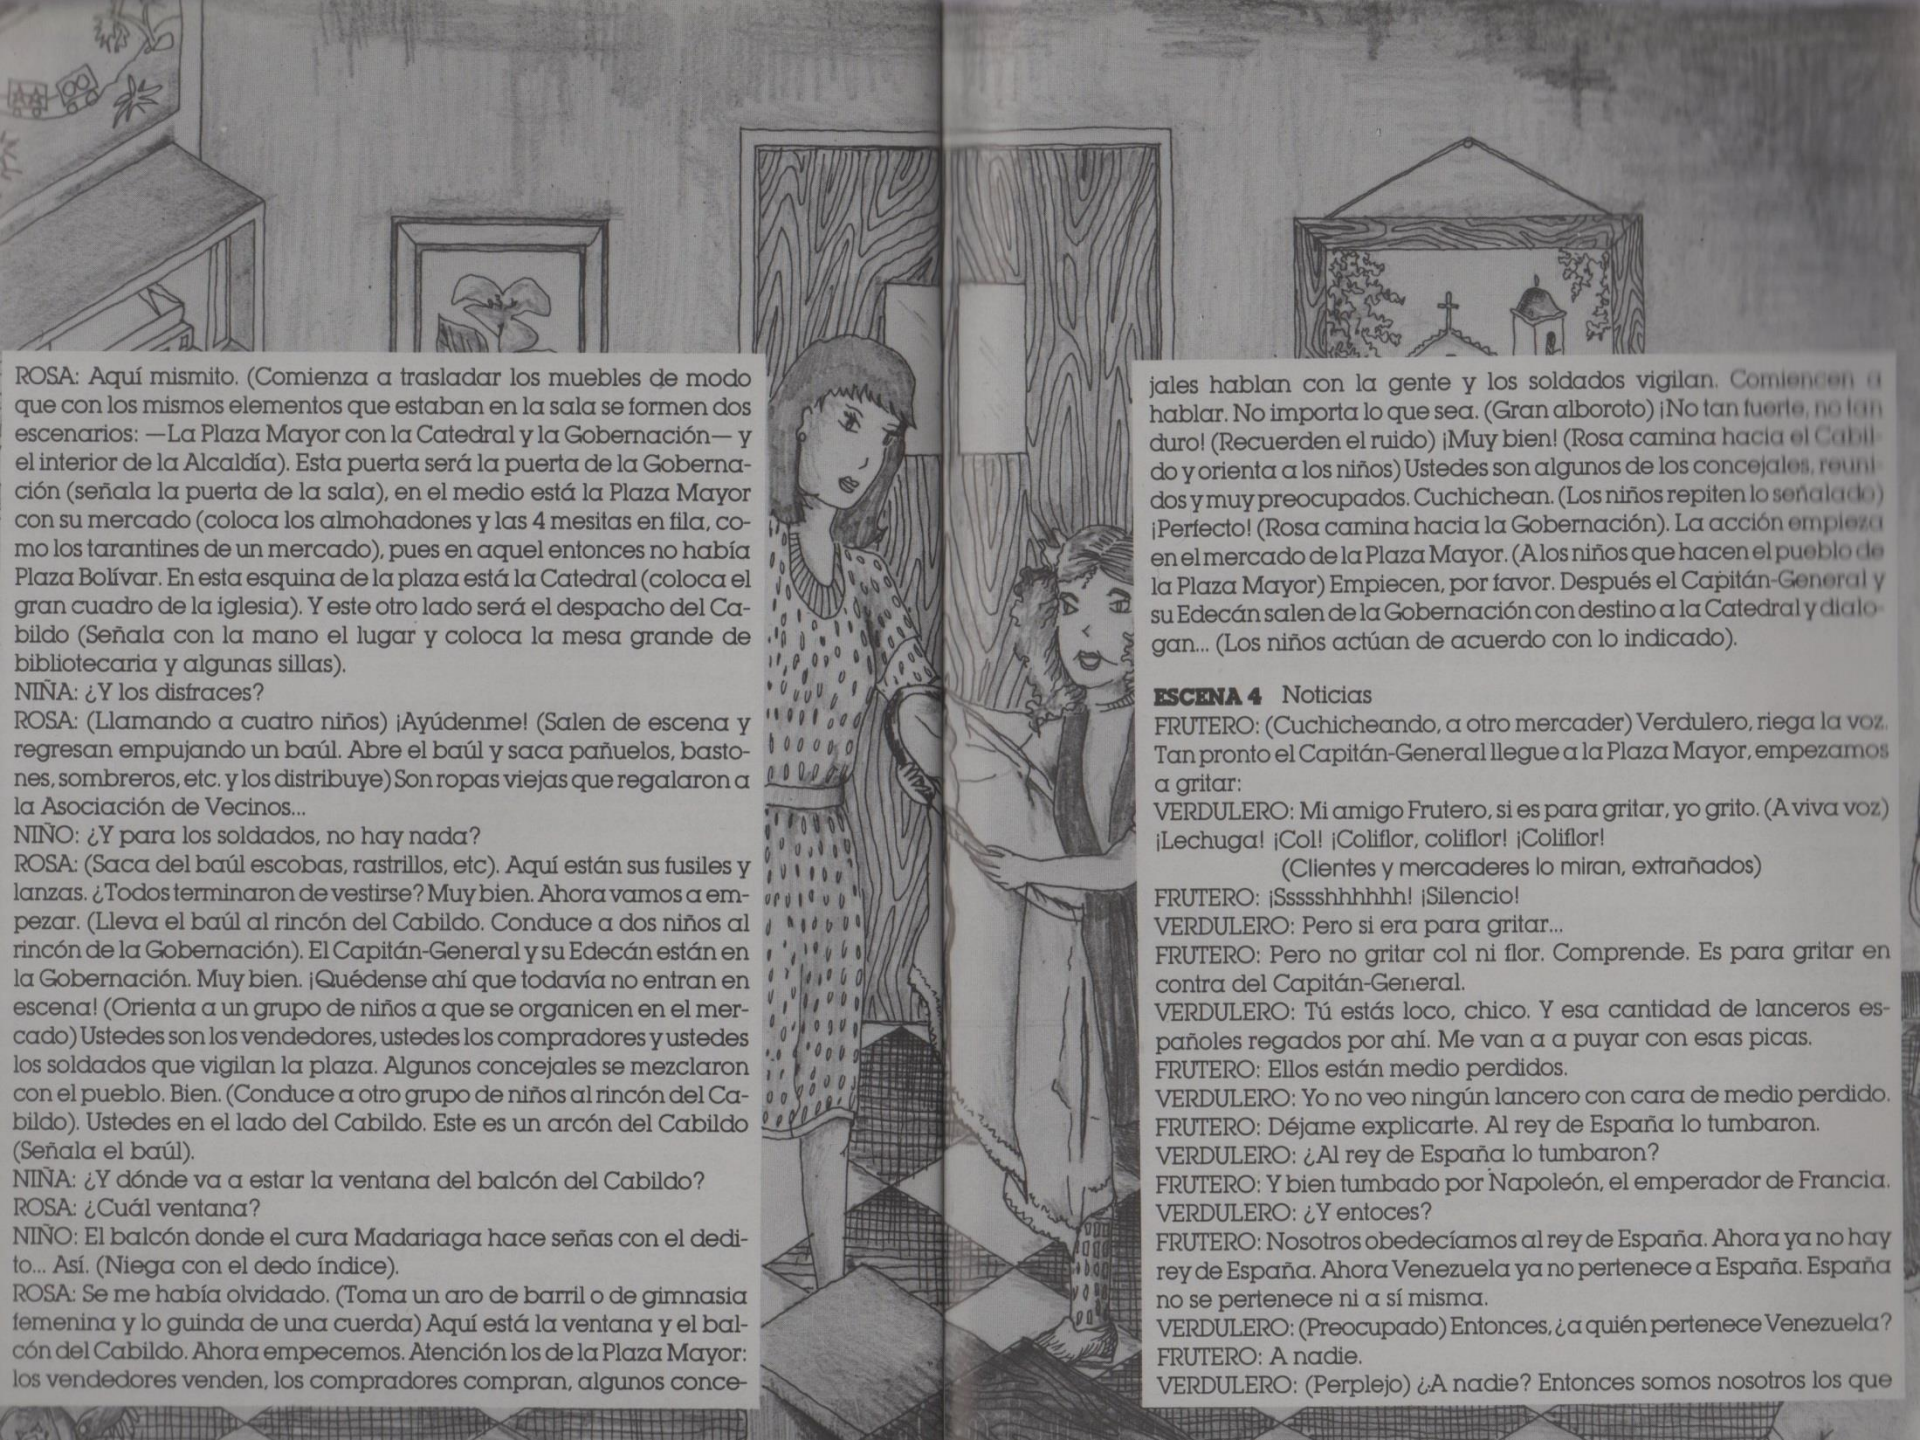 ROSA: Aquí mismito. (Comienza a trasladar los muebles de modo
que con los mismos elementos que estaban en la sala se formen dos
escenarios: —La Plaza Mayor con la Catedral y la Gobernación— y
el interior de la Alcaldía). Esta puerta será la puerta de la Goberna-
ción (señala la puerta de la sala), en el medio está la Plaza Mayor
con su mercado (coloca los almohadones y las 4 mesitas en fila, co-
mo los tarantines de un mercado), pues en aquel entonces no había
Plaza Bolívar. En esta esquina de la plaza está la Catedral (coloca el
gran cuadro de la iglesia). Y este otro lado será el despacho del Ca-
bildo (Señala con la mano el lugar y coloca la mesa grande de
bibliotecaria y algunas sillas).
NIÑA: ¿Y los disfraces?
ROSA: (Llamando a cuatro niños) ¡Ayúdenme! (Salen de escena y
regresan empujando un baúl. Abre el baúl y saca pañuelos, basto-
nes, sombreros, etc. y los distribuye) Son ropas viejas que regalaron a
la Asociación de Vecinos...
NIÑO: ¿Y para los soldados, no hay nada?
ROSA: (Saca del baúl escobas, rastrillos, etc). Aquí están sus fusiles y
lanzas. ¿Todos terminaron de vestirse? Muy bien. Ahora vamos a em-
pezar. (Lleva el baúl al rincón del Cabildo. Conduce a dos niños al
rincón de la Gobernación). El Capitán-General y su Edecán están en
la Gobernación. Muy bien. ¡Quédense ahí que todavía no entran en
escena! (Orienta a un grupo de niños a que se organicen en el mer-
cado) Ustedes son los vendedores, ustedes los compradores y ustedes
los soldados que vigilan la plaza. Algunos concejales se mezclaron
con el pueblo. Bien. (Conduce a otro grupo de niños al rincón del Ca-
bildo). Ustedes en el lado del Cabildo. Este es un arcón del Cabildo
(Señala el baúl).
NIÑA: ¿Y dónde va a estar la ventana del balcón del Cabildo?
ROSA: ¿Cuál ventana?
NIÑO: El balcón donde el cura Madariaga hace señas con el dedi-
to... Así. (Niega con el dedo índice).
ROSA: Se me había olvidado. (Toma un aro de barril o de gimnasia
femenina y lo guinda de una cuerda) Aquí está la ventana y el bal-
cón del Cabildo. Ahora empecemos. Atención los de la Plaza Mayor:
los vendedores venden, los compradores compran, algunos conce-
jales hablan con la gente y los soldados vigilan. Comiencen a
hablar. No importa lo que sea. (Gran alboroto) ¡No tan fuerte, no tan
duro! (Recuerden el ruido) ¡Muy bien! (Rosa camina hacia el Cabil-
do y orienta a los niños) Ustedes son algunos de los concejales, reuni-
dos y muy preocupados. Cuchichean. (Los niños repiten lo señalado)
¡Perfecto! (Rosa camina hacia la Gobernación). La acción empieza
en el mercado de la Plaza Mayor. (A los niños que hacen el pueblo de
la Plaza Mayor) Empiecen, por favor. Después el Capitán-General y
su Edecán salen de la Gobernación con destino a la Catedral y dialo-
gan... (Los niños actúan de acuerdo con lo indicado).
ESCENA 4 Noticias
FRUTERO: (Cuchicheando, a otro mercader) Verdulero, riega la voz.
Tan pronto el Capitán-General llegue a la Plaza Mayor, empezamos
a gritar:
VERDULERO: Mi amigo Frutero, si es para gritar, yo grito. (A viva voz)
¡Lechuga! ¡Col! ¡Coliflor, coliflor! ¡Coliflor!
(Clientes y mercaderes lo miran, extrañados)
FRUTERO: ¡Sssshhhhhh! ¡Silencio!
VERDULERO: Pero si era para gritar...
FRUTERO: Pero no gritar col ni flor. Comprende. Es para gritar en
contra del Capitán-General.
VERDULERO: Tú estás loco, chico. Y esa cantidad de lanceros es-
pañoles regados por ahí. Me van a a puyar con esas picas.
FRUTERO: Ellos están medio perdidos.
VERDULERO: Yo no veo ningún lancero con cara de medio perdido.
FRUTERO: Déjame explicarte. Al rey de España lo tumbaron.
VERDULERO: ¿Al rey de España lo tumbaron?
FRUTERO: Y bien tumbado por Napoleón, el emperador de Francia.
VERDULERO: ¿Y entoces?
FRUTERO: Nosotros obedecíamos al rey de España. Ahora ya no hay
rey de España. Ahora Venezuela ya no pertenece a España. España
no se pertenece ni a sí misma.
VERDULERO: (Preocupado) Entonces, ¿a quién pertenece Venezuela?
FRUTERO: A nadie.
VERDULERO: (Perplejo) ¿A nadie? Entonces somos nosotros los que